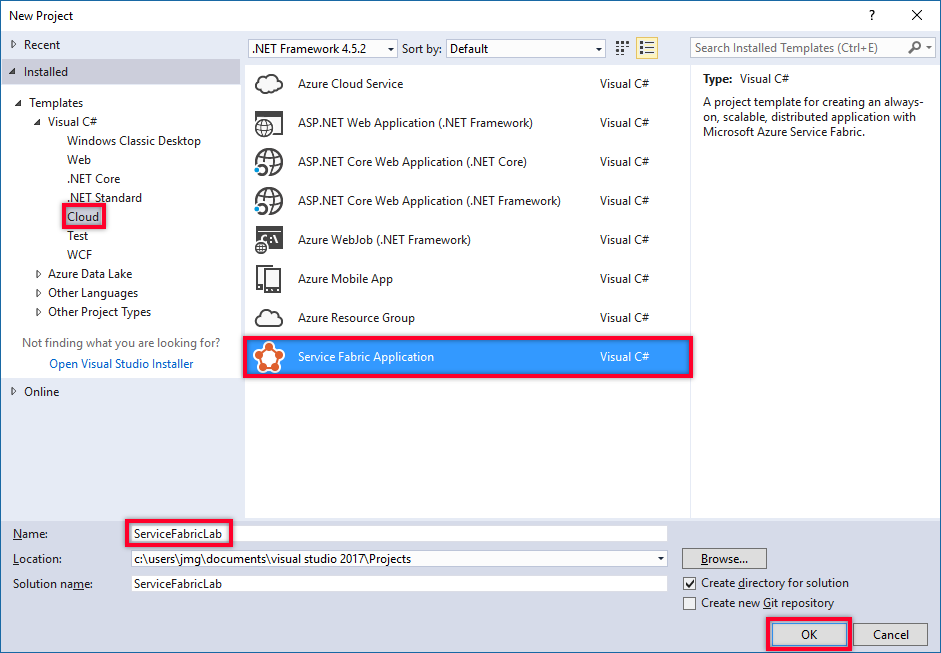 New Project
?
Recent
.NET Framework 4.5.2
Sort by:
Default
Search Installed Templates (Ctrl+E)
Installed
Templates
Visual C#
Windows Classic Desktop
Web
.NET Core
.NET Standard
Cloud
Test
WCF
Azure Data Lake
Other Languages
Other Project Types
Not finding what you are looking for?
Open Visual Studio Installer
Online
Azure Cloud Service Visual C#
ASP.NET Web Application (.NET Framework) Visual C#
ASP.NET Core Web Application (.NET Core) Visual C#
ASP.NET Core Web Application (.NET Framework) Visual C#
C:\
Azure WebJob (.NET Framework) Visual C#
Azure Mobile App Visual C#
Azure Resource Group Visual C#
Service Fabric Application Visual C#
Type: Visual C#
A project template for creating an always-
on, scalable, distributed application with
Microsoft Azure Service Fabric.
Name: ServiceFabricLab
Location: c:\users\jmg\documents\visual studio 2017\Projects
Browse...
Solution name: ServiceFabricLab
Create directory for solution
Create new Git repository
OK
Cancel